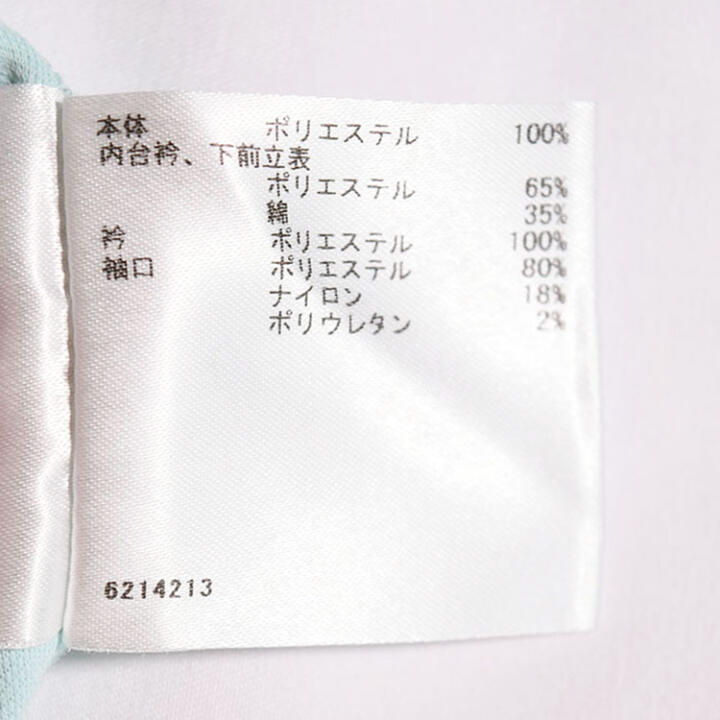 本体 ポリエステル 100%
内台衿、下前立表
ポリエステル 65%
綿 35%
衿 ポリエステル 100%
袖口 ポリエステル 80%
ナイロン 18%
ポリウレタン 2%
6214213